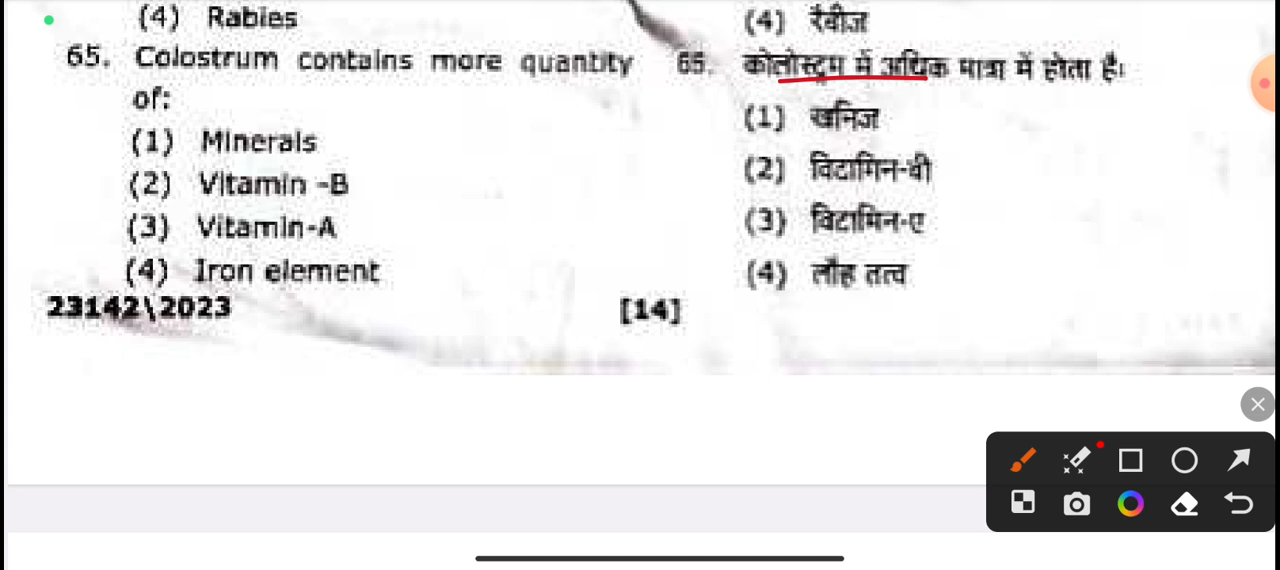 (4) Rabies
65. Colostrum contains more quantity
of:
(1) Minerals
(2) Vitamin -B
(3) Vitamin-A
(4) Iron element
23142\2023
[14]
(4) रैबीज
65. कोलोस्ट्रम में अधिक मात्रा में होता है।
(1) खनिज
(2) विटामिन-बी
(3) विटामिन-ए
(4) लौह तत्व